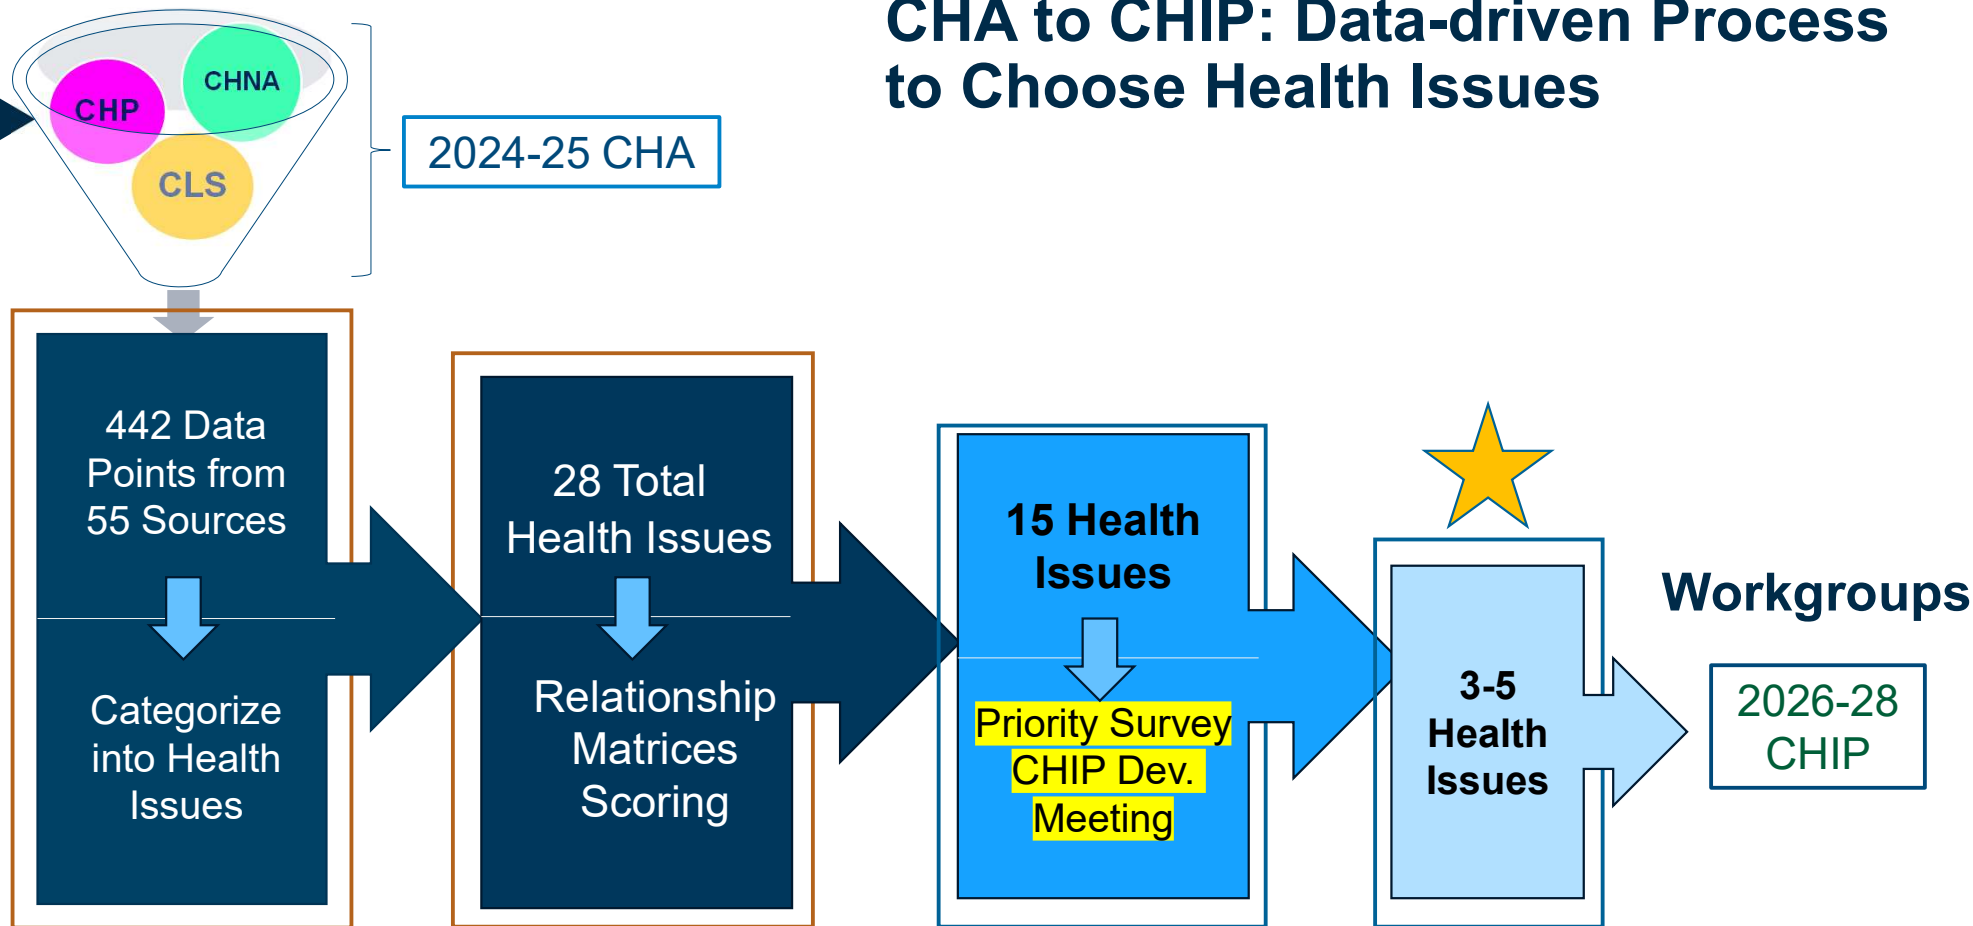 CHA to CHIP: Data-driven Process
to Choose Health Issues
CHP
CHNA
CLS
2024-25 CHA
442 Data
Points from
55 Sources
Categorize
into Health
Issues
28 Total
Health Issues
Relationship
Matrices
Scoring
15 Health
Issues
Priority Survey
CHIP Dev.
Meeting
3-5
Health
Issues
Workgroups
2026-28
CHIP